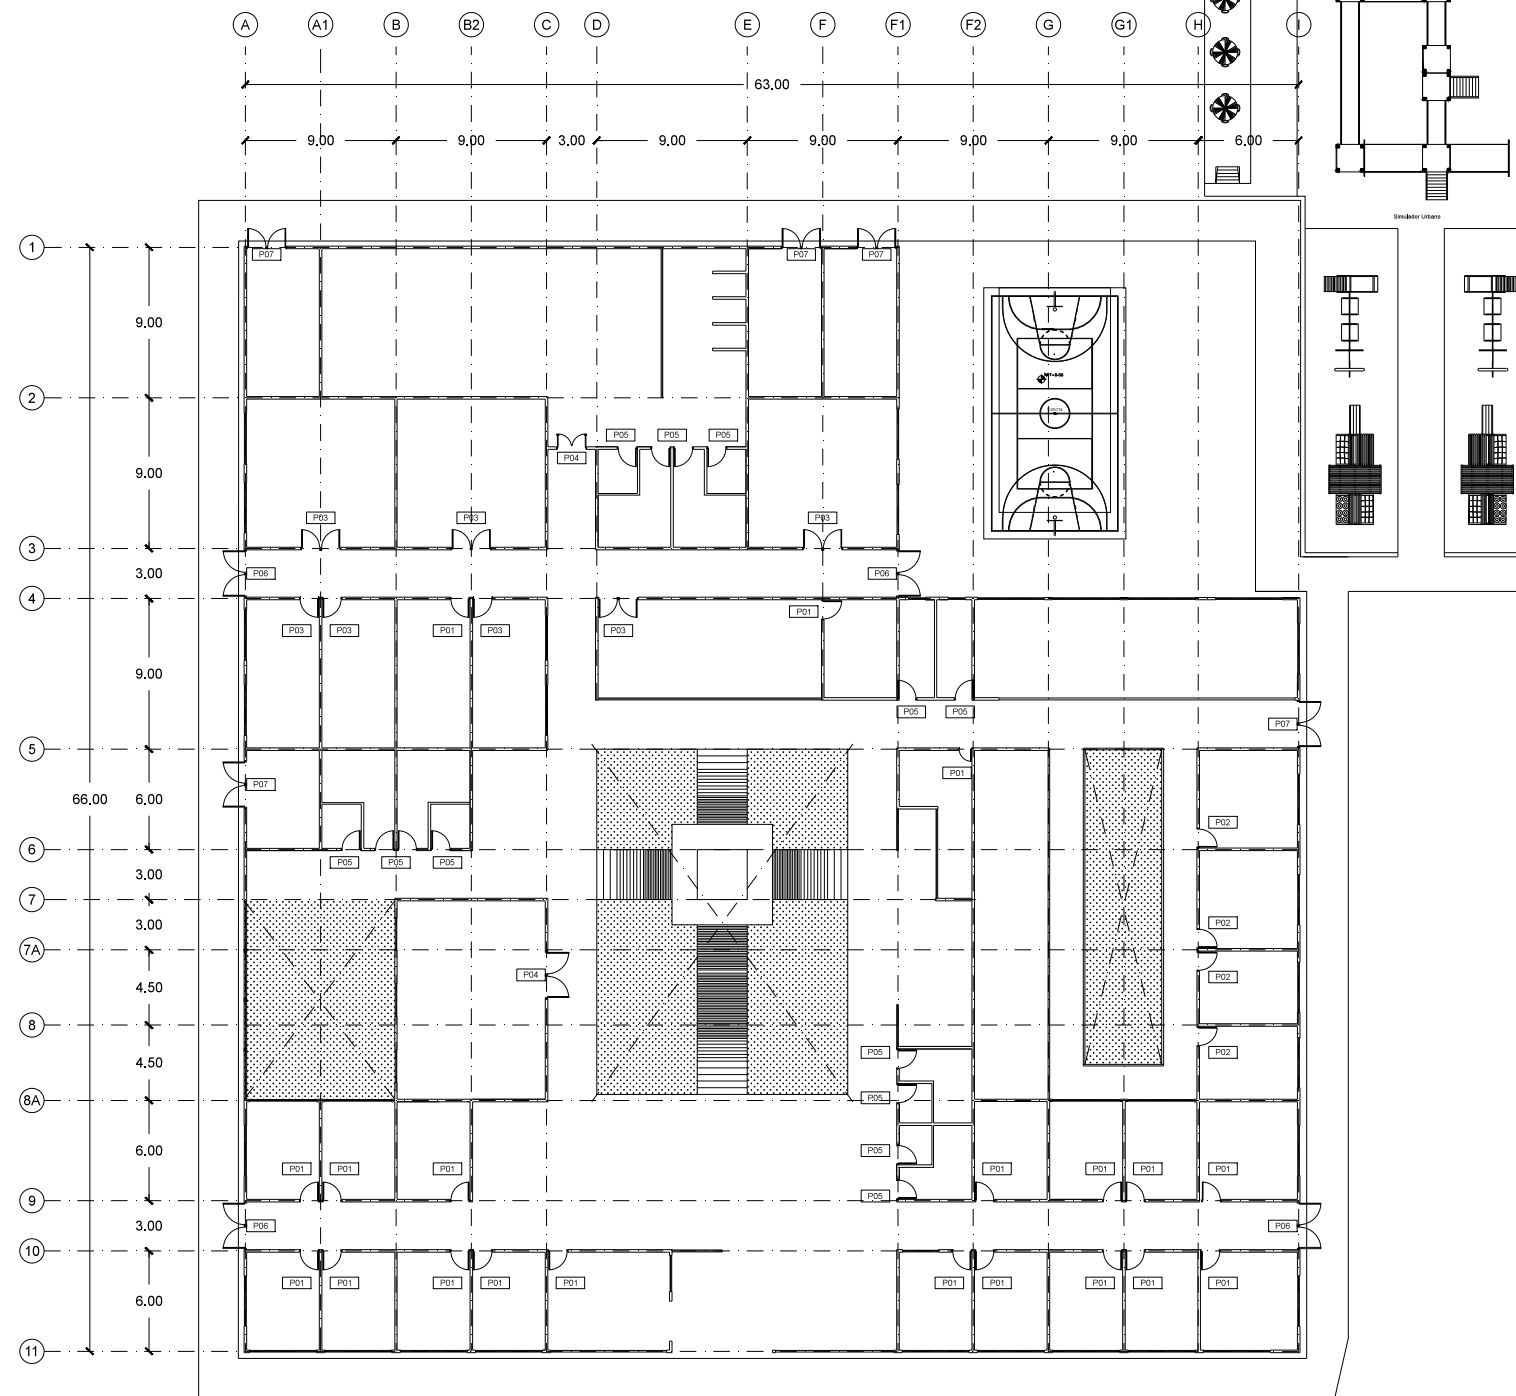 A A1 B B2 C D E F F1 F2 G G1 H I
63.00
9.00 9.00 3.00 9.00 9.00 9.00 9.00 6.00
Simulador Urbano
1
P07 P07 P07
9.00
2
P05 P05 P05
P04
9.00
P03 P03 P03
3
3.00
P06 P06
4
P01
P03 P03 P01 P03 P03
9.00
P05 P05
P07
5
P01
P07
66.00 6.00
P02
6
P05 P05 P05
3.00
7
3.00
P02
7A
P04 P02
4.50
8
P05 P02
4.50
P05
8A
6.00
P05
P01 P01 P01 P01 P01 P01 P01
P05
9
3.00
P06 P06
10
P01 P01 P01 P01 P01 P01 P01 P01 P01 P01
6.00
11